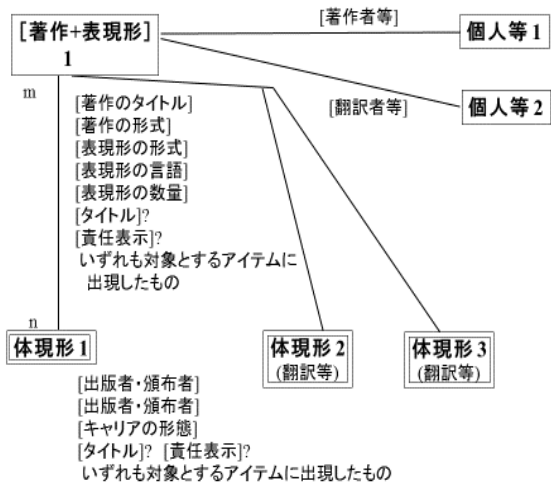 [著作者等]
[著作+表現形]
1
個人等1
m
[翻訳者等]
個人等2
[著作のタイトル]
[著作の形式]
[表現形の形式]
[表現形の言語]
[表現形の数量]
[タイトル]?
[責任表示]?
いずれも対象とするアイテムに
出現したもの
n
体現形1
体現形2
(翻訳等)
体現形3
(翻訳等)
[出版者・頒布者]
[出版者・頒布者]
[キャリアの形態]
[タイトル]? [責任表示]?
いずれも対象とするアイテムに出現したもの